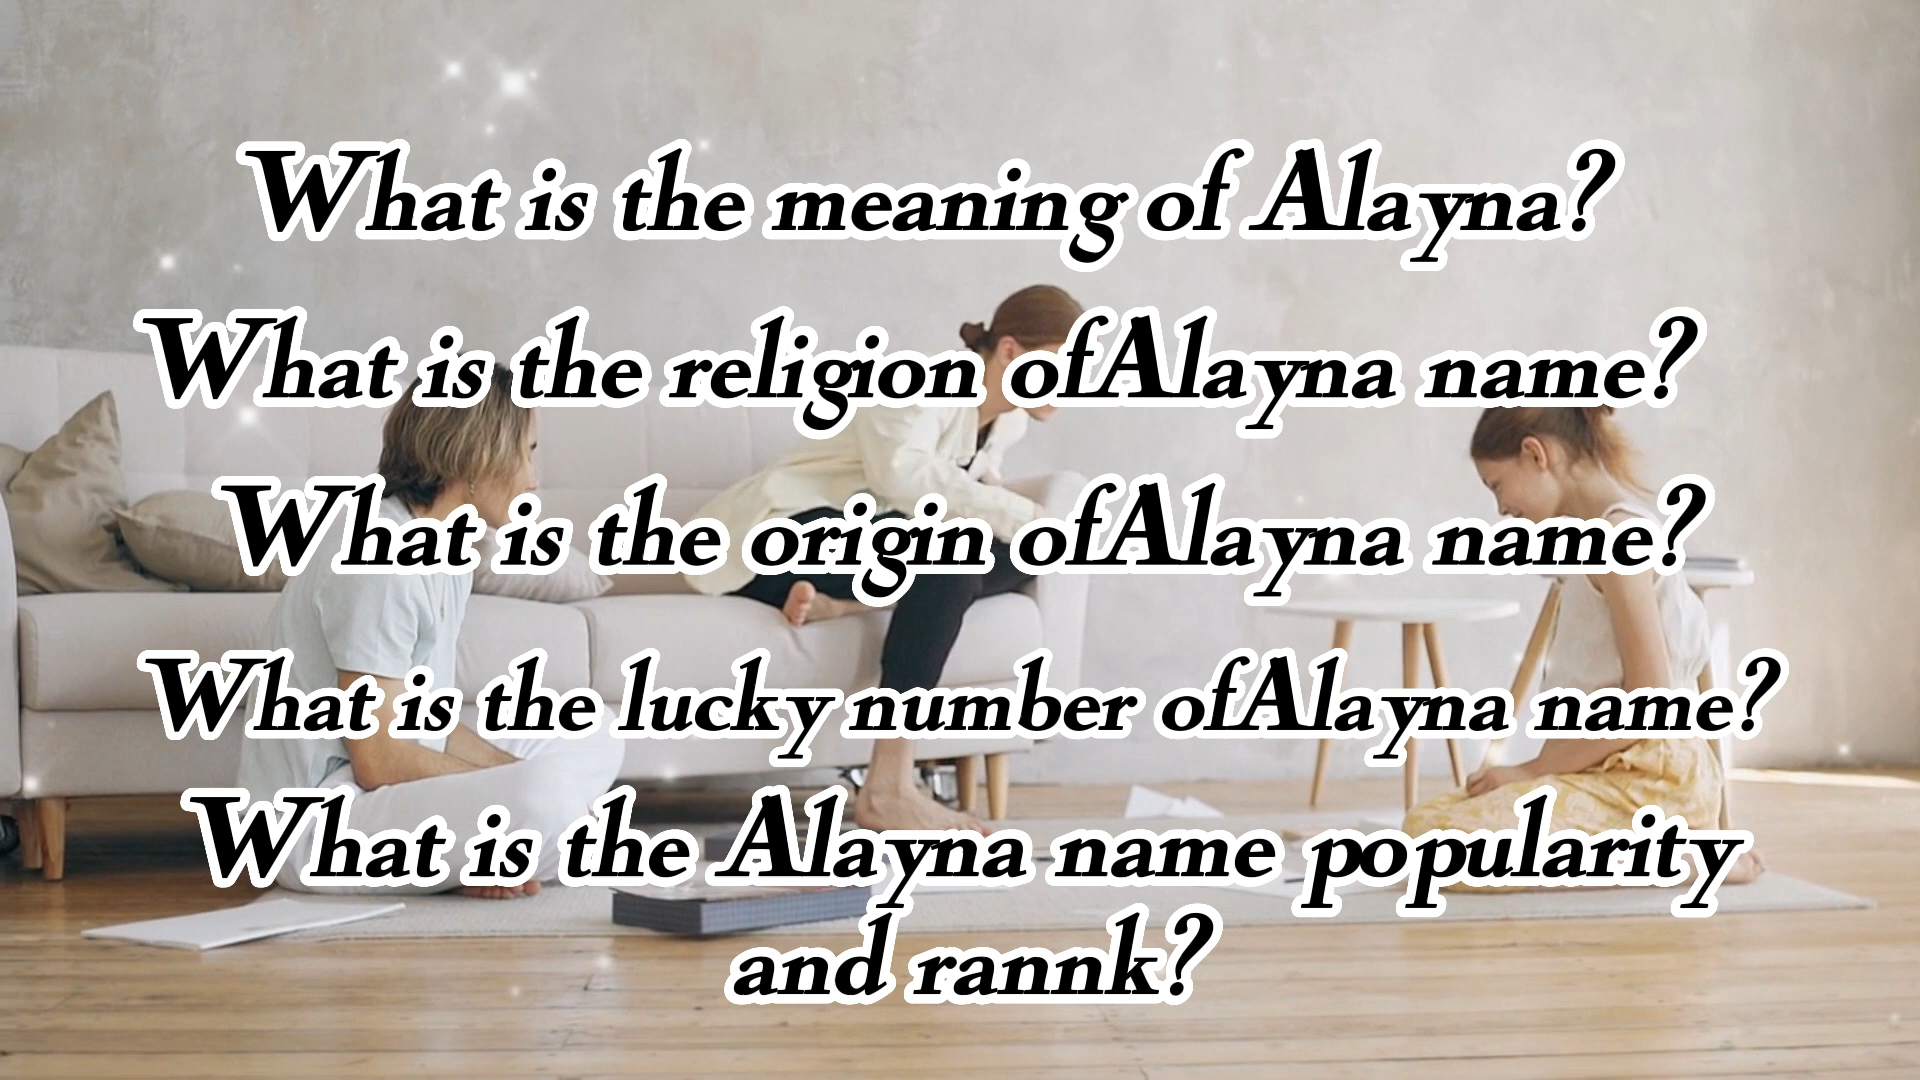 What is the meaning of Alayna?
What is the religion ofAlayna name?
What is the origin ofAlayna name?
What is the lucky number ofAlayna name?
What is the Alayna name popularity
and rannk?